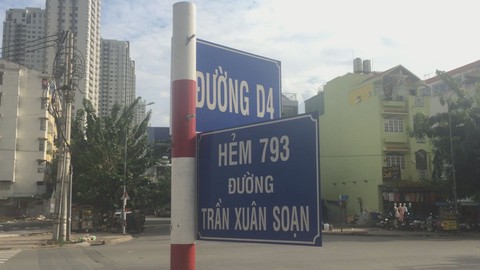 ĐƯỜNG D4
HẺM 793
ĐƯỜNG
TRẦN XUÂN SOẠN